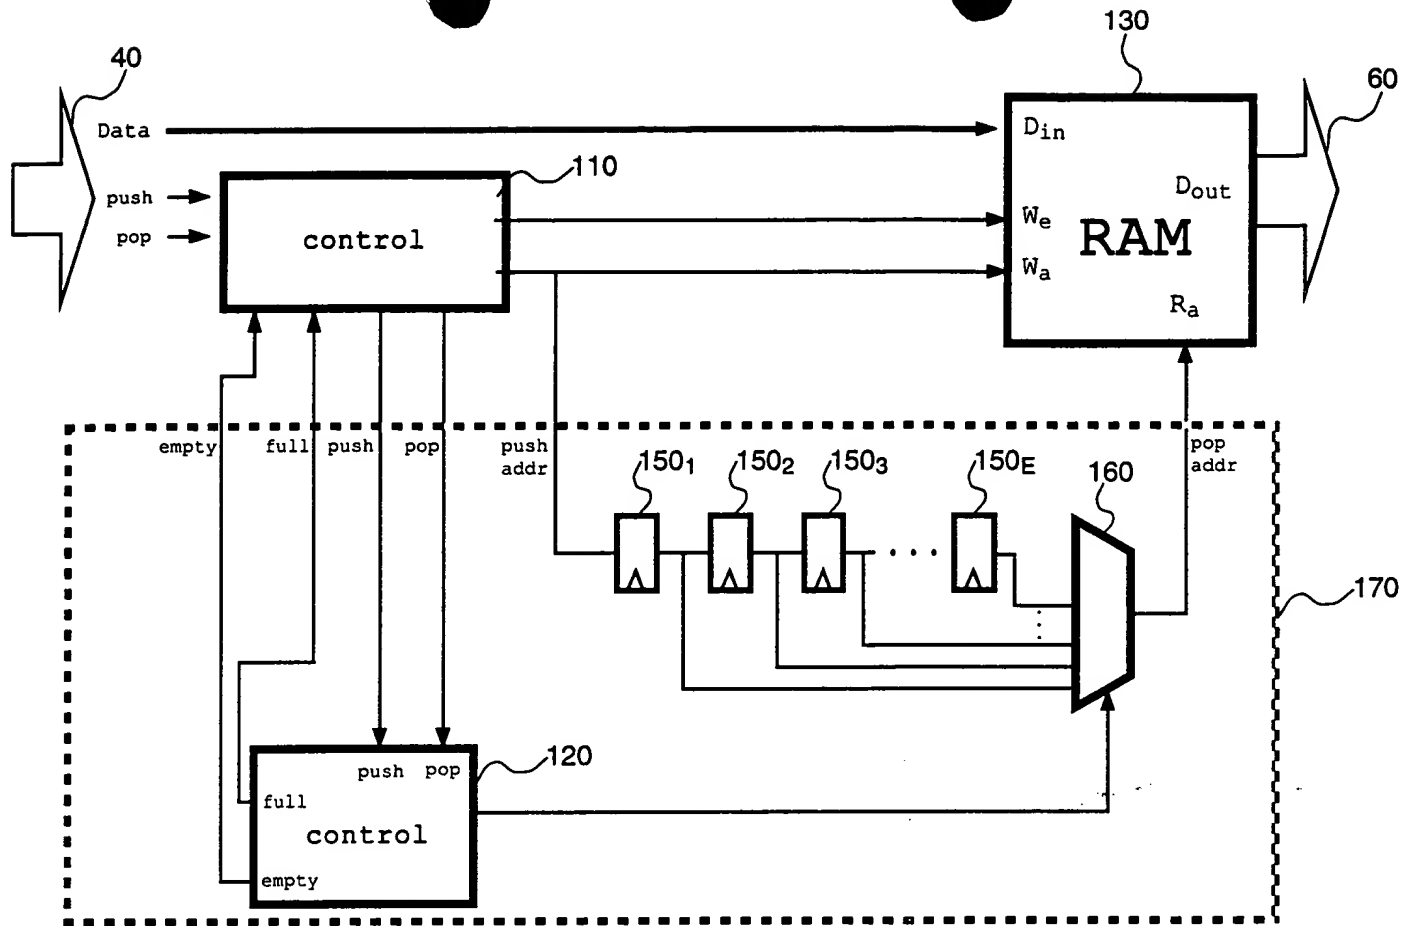 130
40
60
Data
Din
110
push
Dout
control
We
RAM
pop
Wa
Ra
empty
full
push
pop
push
addr
pop
addr
150₁
150₂
150₃
150E
160
170
120
push
pop
full
control
empty